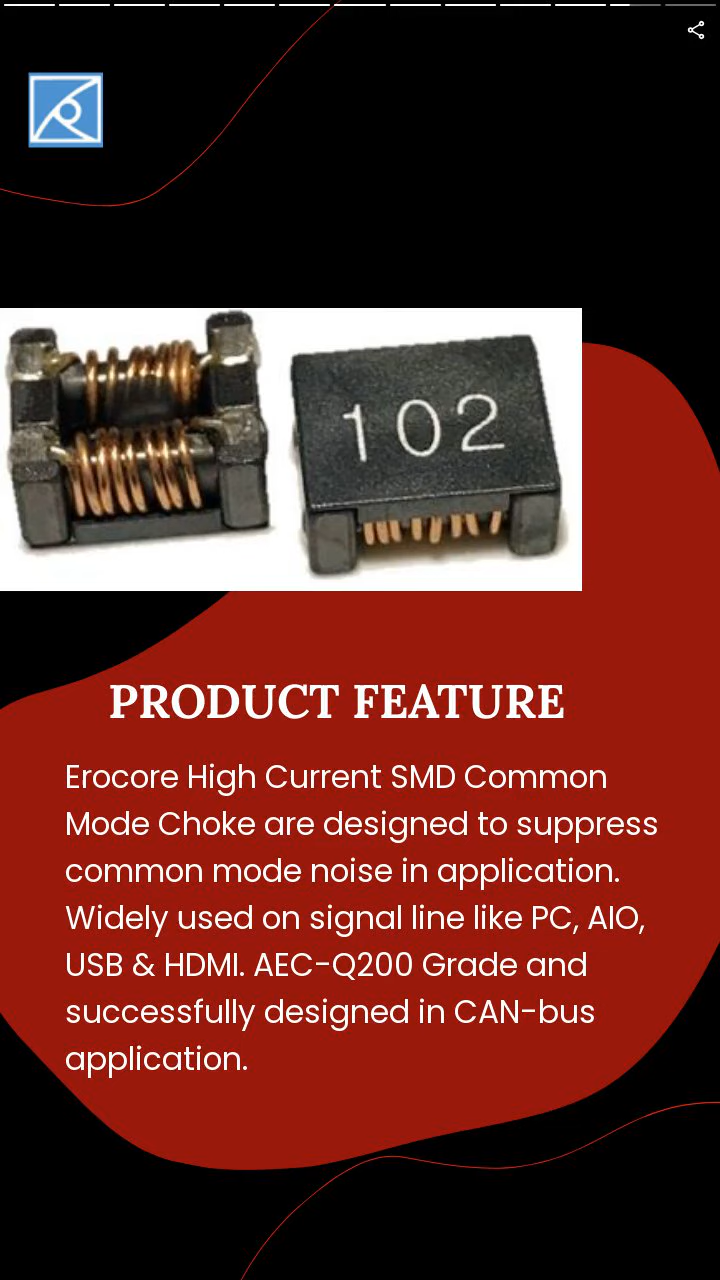 102
PRODUCT FEATURE
Erocore High Current SMD Common
Mode Choke are designed to suppress
common mode noise in application.
Widely used on signal line like PC, AIO,
USB & HDMI. AEC-Q200 Grade and
successfully designed in CAN-bus
application.